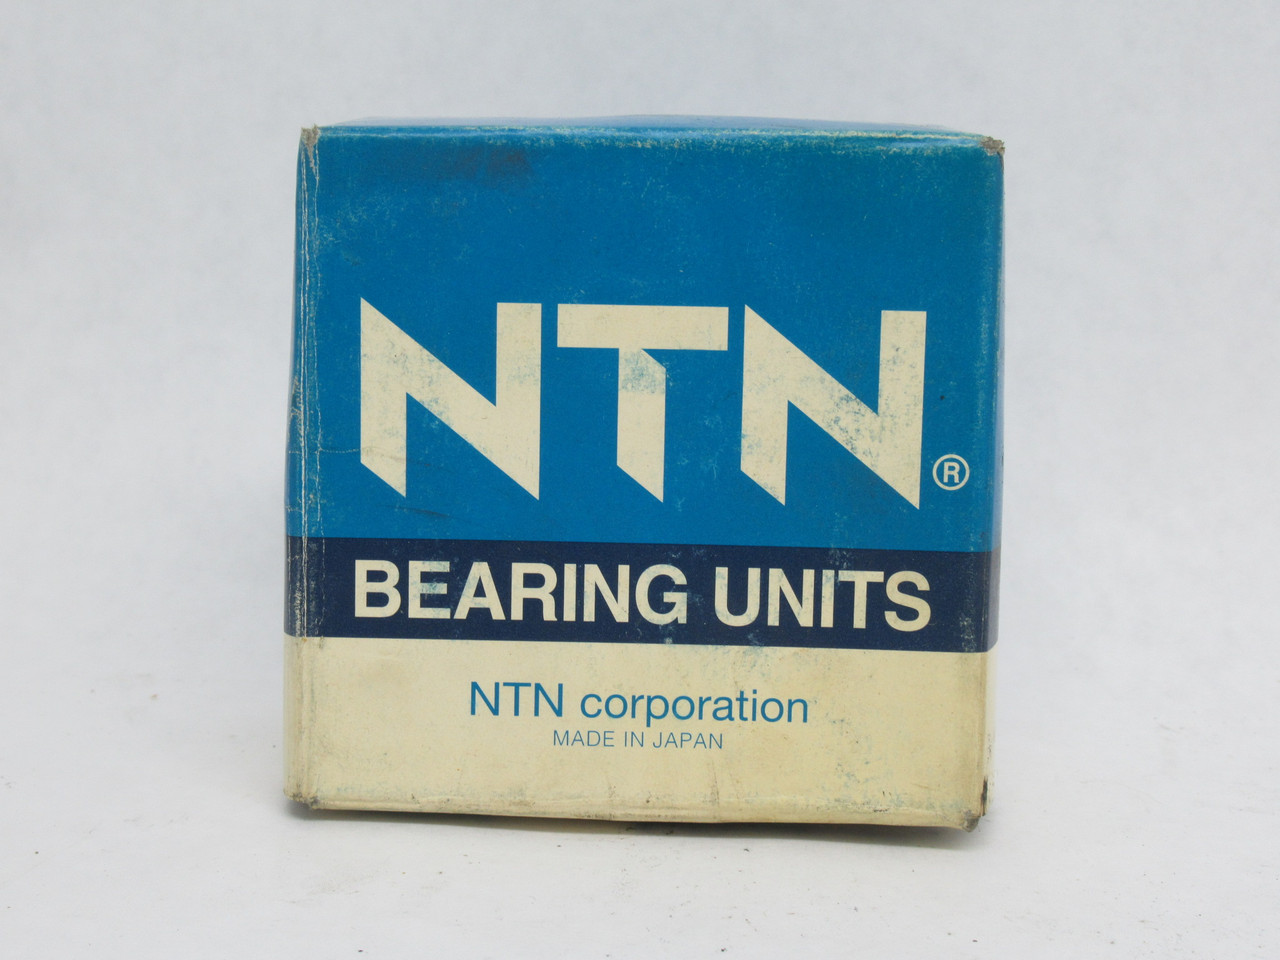 NTN®
BEARING UNITS
NTN corporation
MADE IN JAPAN